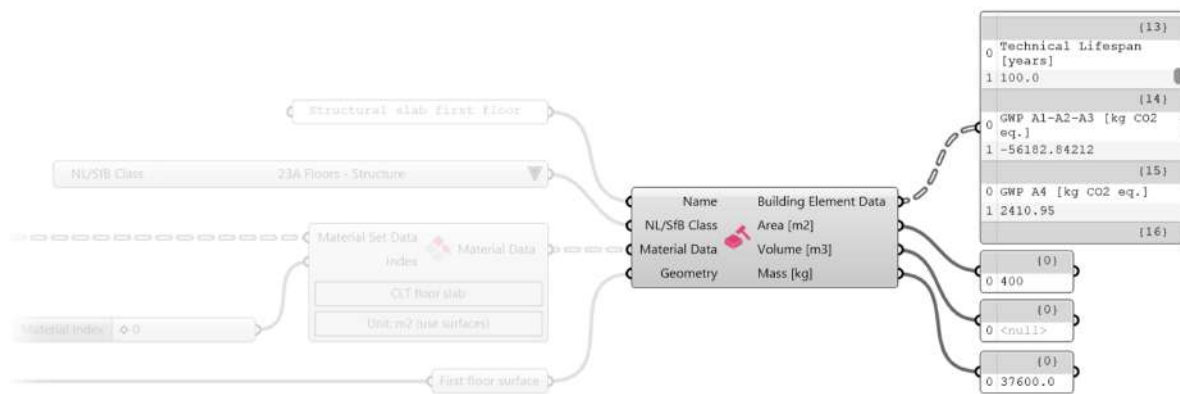 {13}
0 Technical Lifespan
[years]
1 100.0
{14}
0 GWP A1-A2-A3 [kg CO2
eq.]
1 -56182.84212
{15}
0 GWP A4 [kg CO2 eq.]
1 2410.95
{16}
Structural slab first floor
NL/SfB Class 23A Floors - Structure
Name Building Element Data
NL/SfB Class Area [m2]
Material Data Volume [m3]
Geometry Mass [kg]
Material Set Data Material Data
Index
CLT floor slab
Unit: m2 (use surfaces)
Material Index 0
First floor surface
{0}
0 400
{0}
0 <null>
{0}
0 37600.0